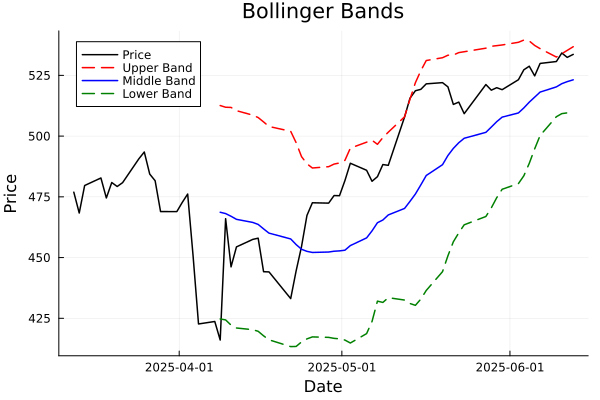 Bollinger Bands
Price
Upper Band
Middle Band
Lower Band
Price
525
500
475
450
425
2025-04-01 2025-05-01 2025-06-01
Date